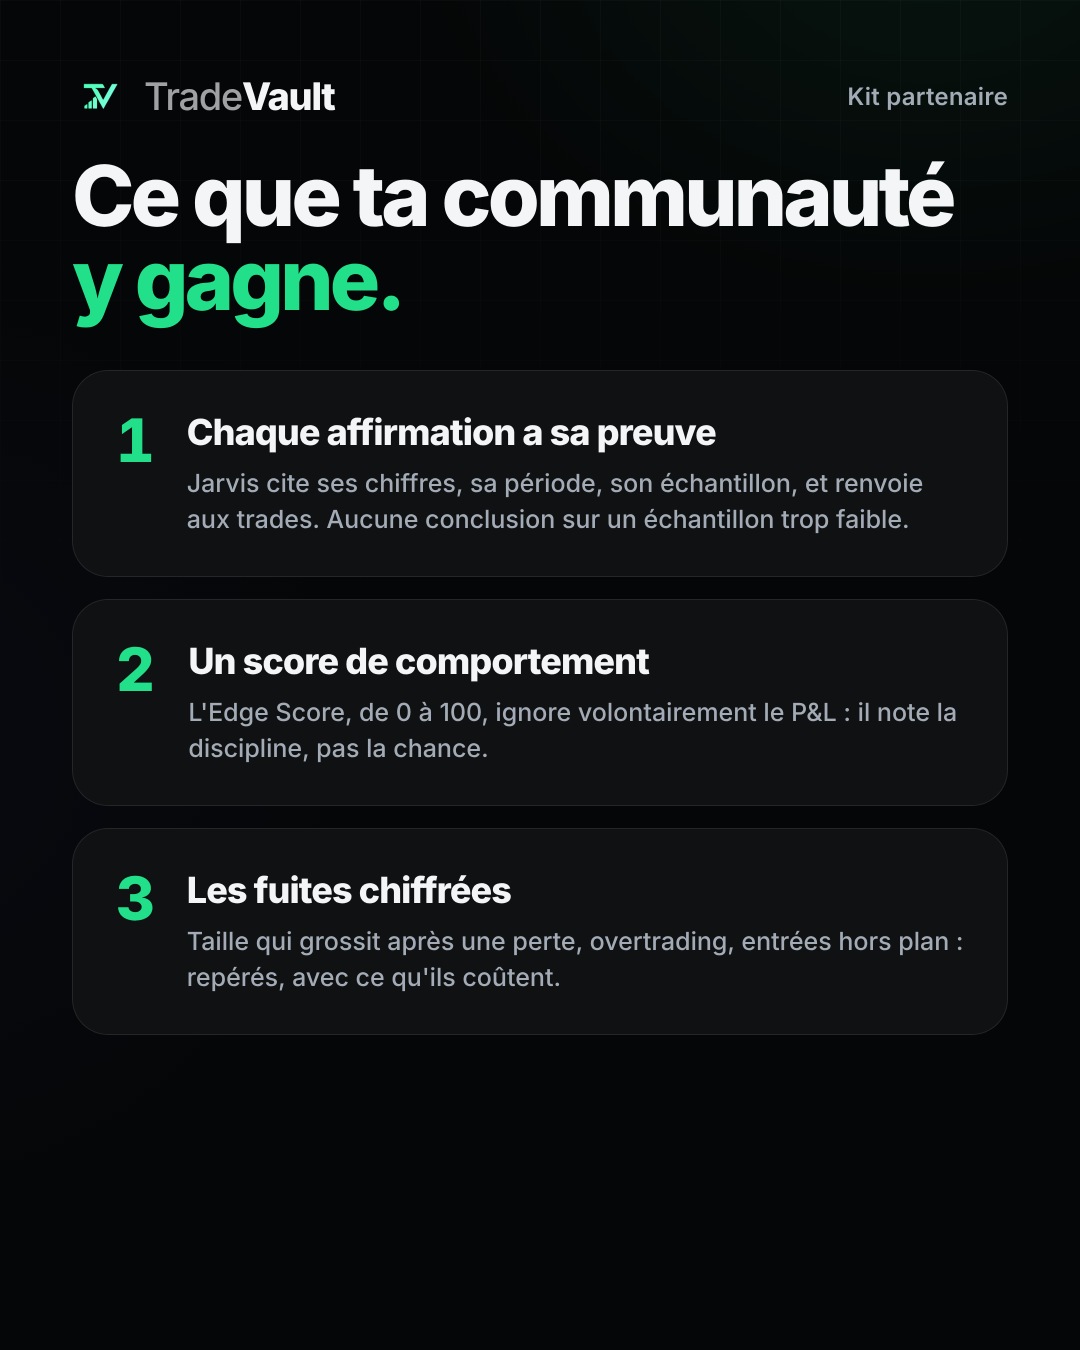 TradeVault
Kit partenaire
Ce que ta communauté
y gagne.
1
Chaque affirmation a sa preuve
Jarvis cite ses chiffres, sa période, son échantillon, et renvoie
aux trades. Aucune conclusion sur un échantillon trop faible.
2
Un score de comportement
L'Edge Score, de 0 à 100, ignore volontairement le P&L : il note la
discipline, pas la chance.
3
Les fuites chiffrées
Taille qui grossit après une perte, overtrading, entrées hors plan :
repérés, avec ce qu'ils coûtent.